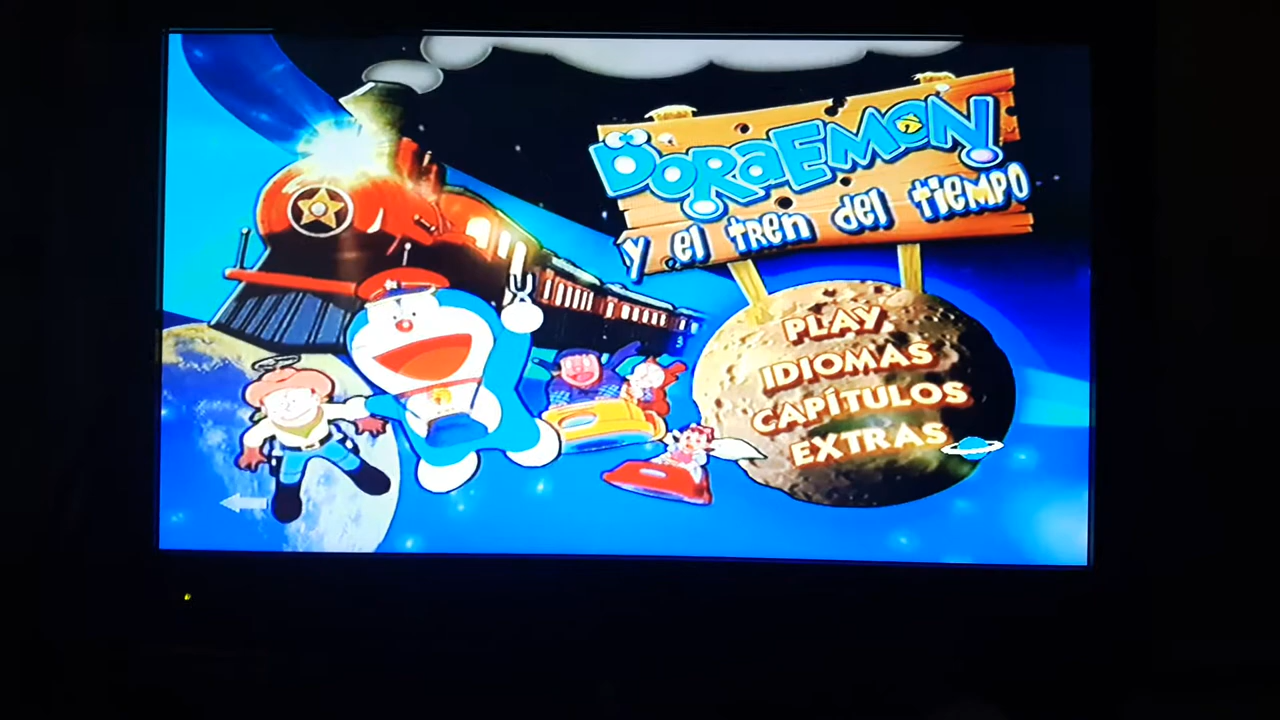 DORAEMON
y el tren del tiempo
PLAY
IDIOMAS
CAPÍTULOS
EXTRAS